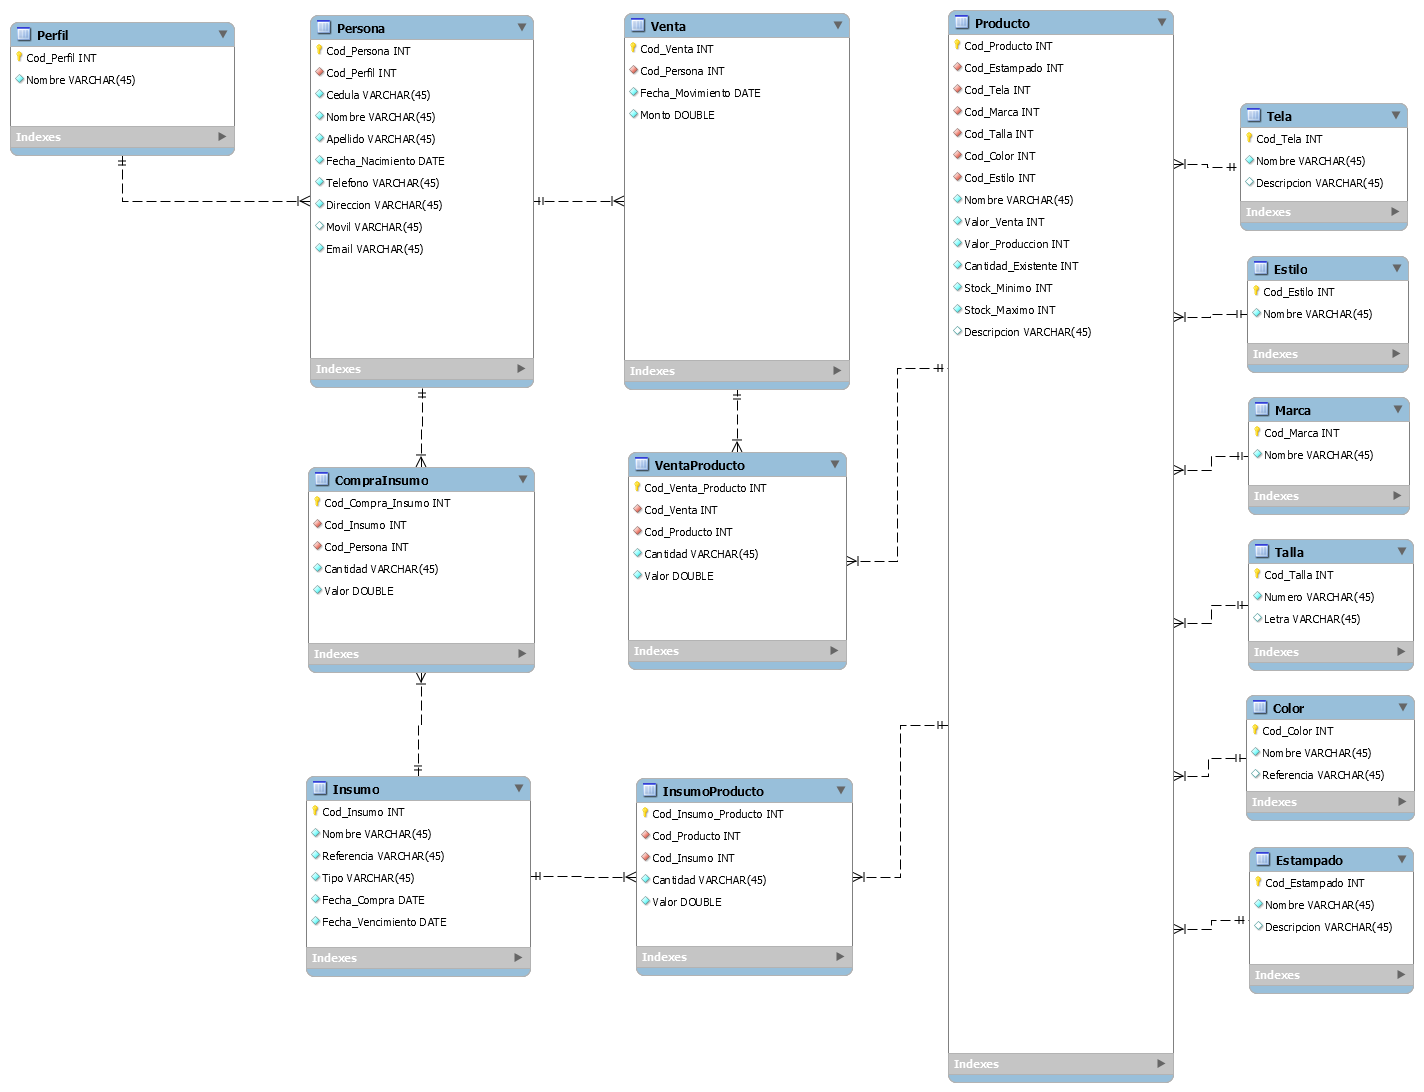 Perfil
Cod_Perfil INT
Nombre VARCHAR(45)
Indexes
Persona
Cod_Persona INT
Cod_Perfil INT
Cedula VARCHAR(45)
Nombre VARCHAR(45)
Apellido VARCHAR(45)
Fecha_Nacimiento DATE
Telefono VARCHAR(45)
Direccion VARCHAR(45)
Movil VARCHAR(45)
Email VARCHAR(45)
Indexes
Venta
Cod_Venta INT
Cod_Persona INT
Fecha_Movimiento DATE
Monto DOUBLE
Indexes
Producto
Cod_Producto INT
Cod_Estampado INT
Cod_Tela INT
Cod_Marca INT
Cod_Talla INT
Cod_Color INT
Cod_Estilo INT
Nombre VARCHAR(45)
Valor_Venta INT
Valor_Produccion INT
Cantidad_Existente INT
Stock_Minimo INT
Stock_Maximo INT
Descripcion VARCHAR(45)
Indexes
Tela
Cod_Tela INT
Nombre VARCHAR(45)
Descripcion VARCHAR(45)
Indexes
Estilo
Cod_Estilo INT
Nombre VARCHAR(45)
Indexes
Marca
Cod_Marca INT
Nombre VARCHAR(45)
Indexes
Talla
Cod_Talla INT
Numero VARCHAR(45)
Letra VARCHAR(45)
Indexes
Color
Cod_Color INT
Nombre VARCHAR(45)
Referencia VARCHAR(45)
Indexes
Estampado
Cod_Estampado INT
Nombre VARCHAR(45)
Descripcion VARCHAR(45)
Indexes
CompraInsumo
Cod_Compra_Insumo INT
Cod_Insumo INT
Cod_Persona INT
Cantidad VARCHAR(45)
Valor DOUBLE
Indexes
VentaProducto
Cod_Venta_Producto INT
Cod_Venta INT
Cod_Producto INT
Cantidad VARCHAR(45)
Valor DOUBLE
Indexes
Insumo
Cod_Insumo INT
Nombre VARCHAR(45)
Referencia VARCHAR(45)
Tipo VARCHAR(45)
Fecha_Compra DATE
Fecha_Vencimiento DATE
Indexes
InsumoProducto
Cod_Insumo_Producto INT
Cod_Producto INT
Cod_Insumo INT
Cantidad VARCHAR(45)
Valor DOUBLE
Indexes